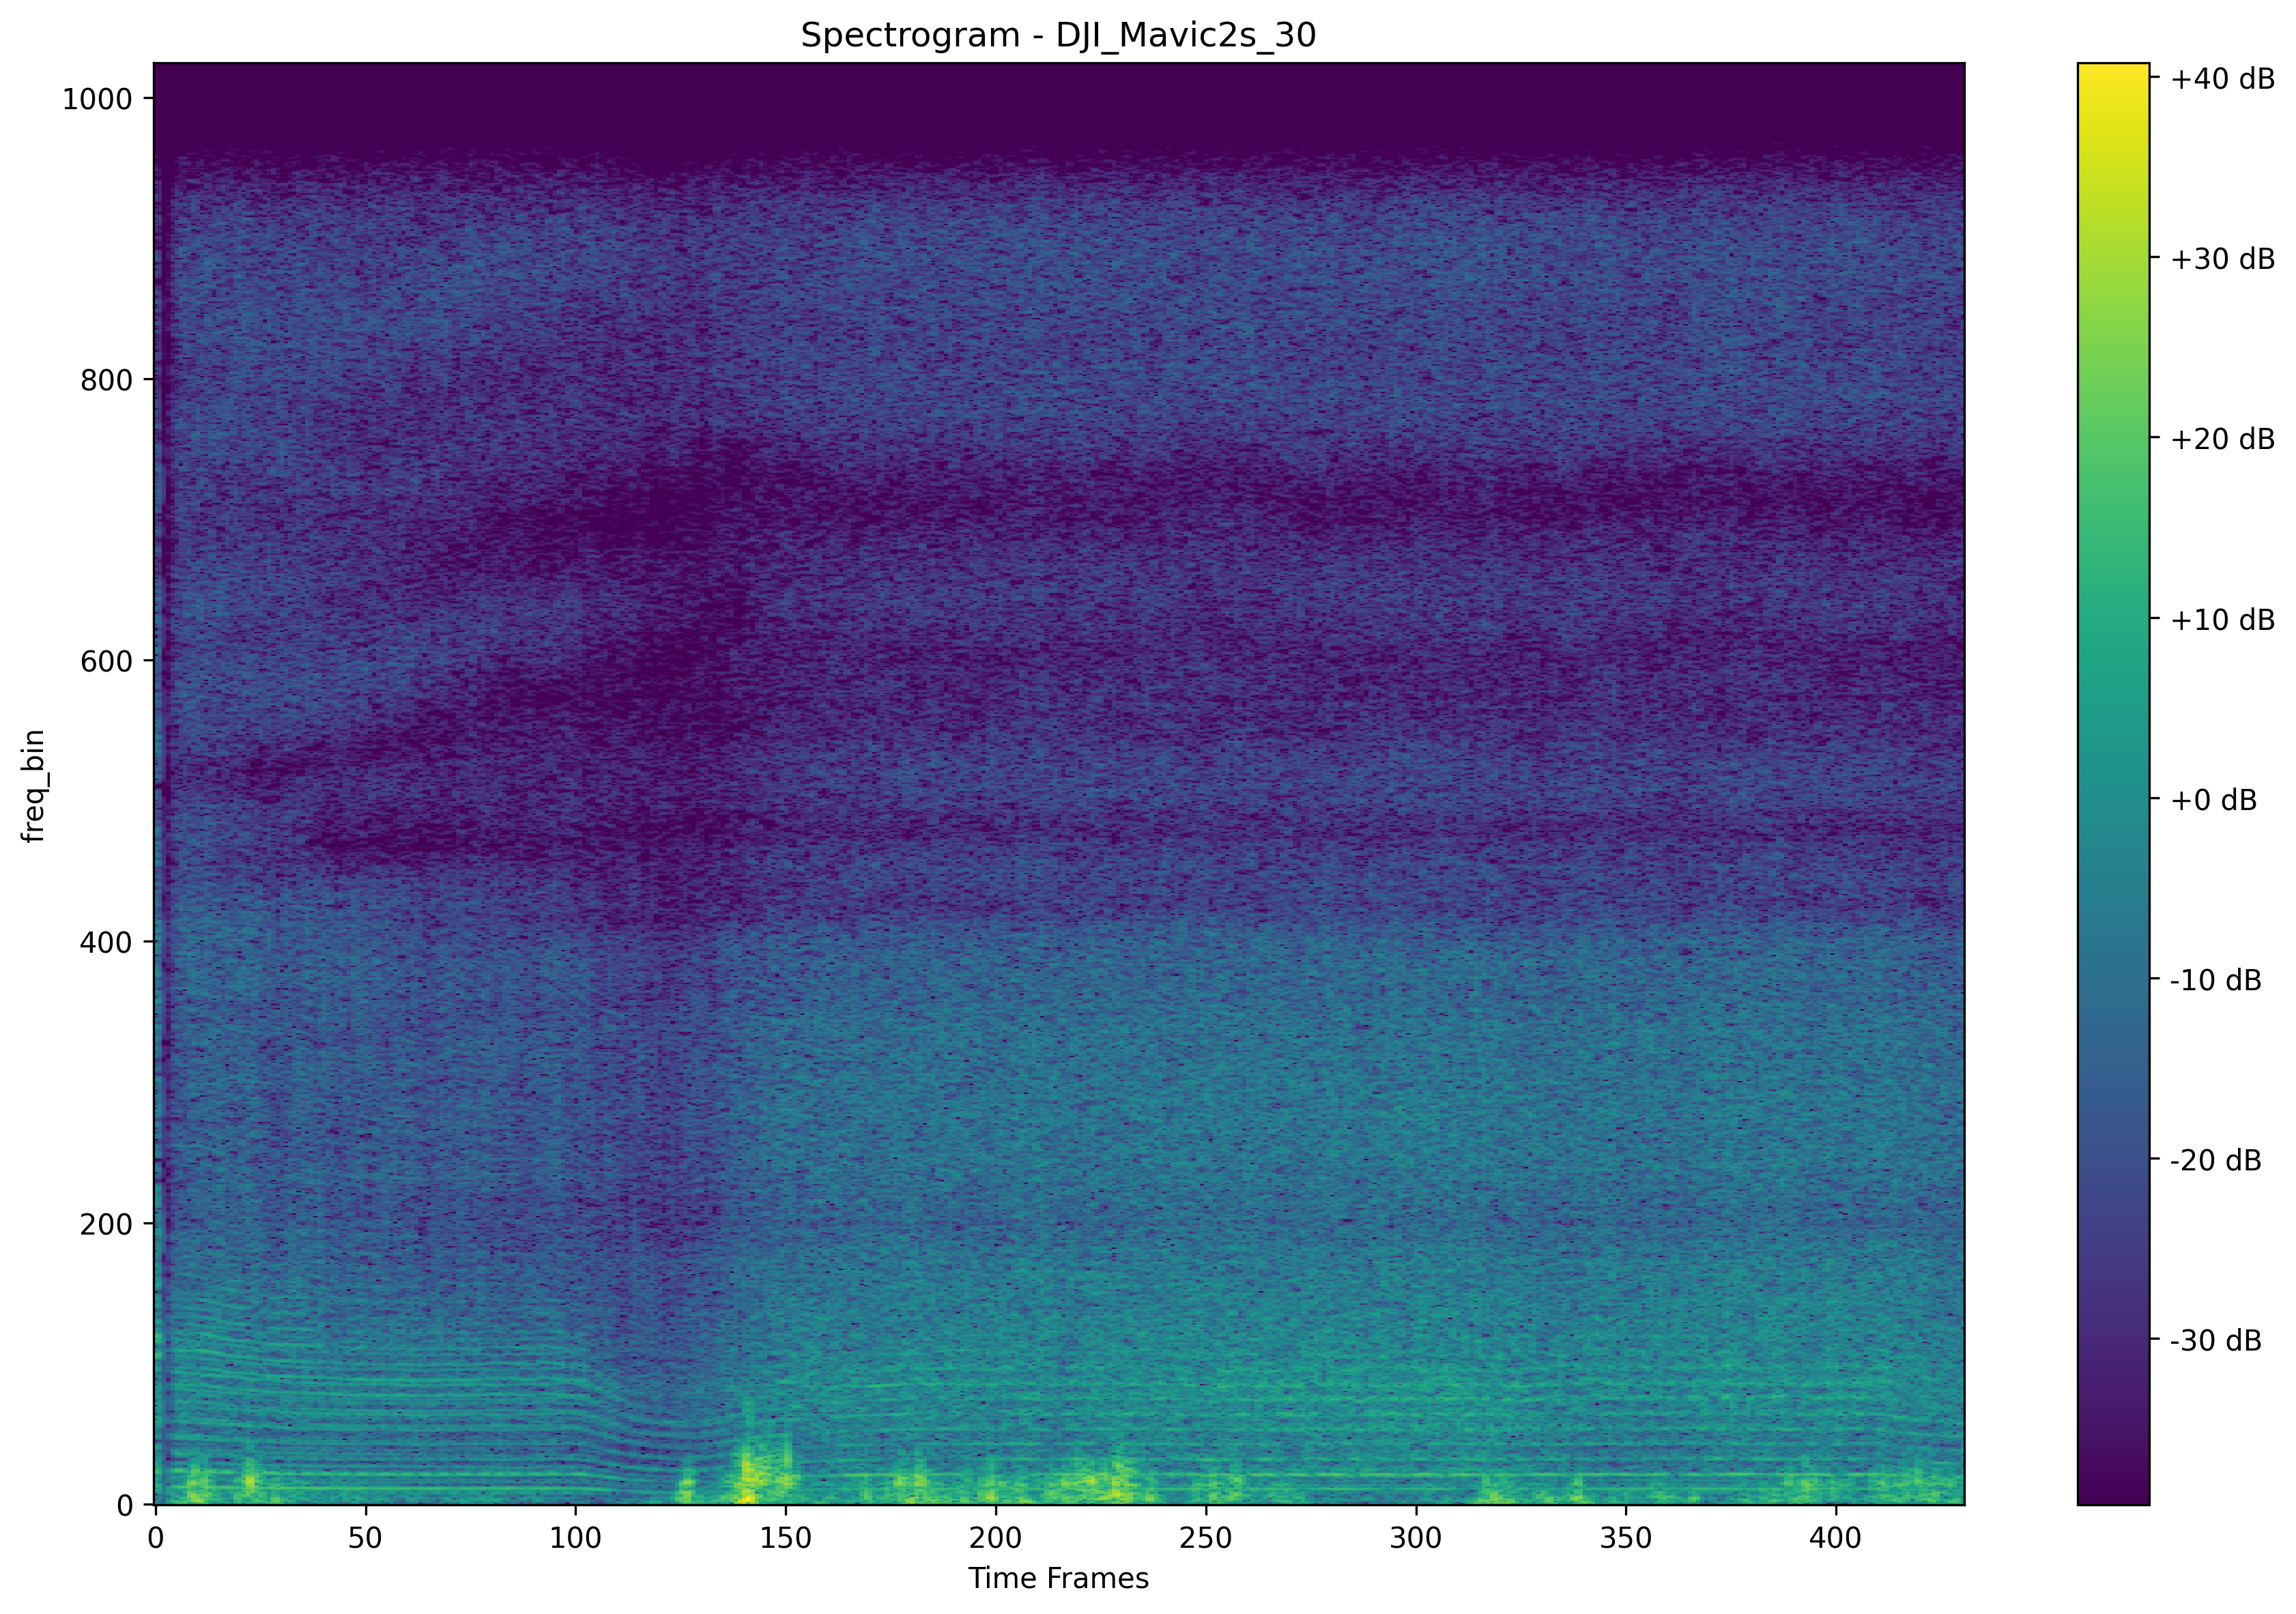 Spectrogram - DJI_Mavic2s_30
1000
800
600
400
200
0
freq_bin
0 50 100 150 200 250 300 350 400
Time Frames
+40 dB
+30 dB
+20 dB
+10 dB
+0 dB
-10 dB
-20 dB
-30 dB